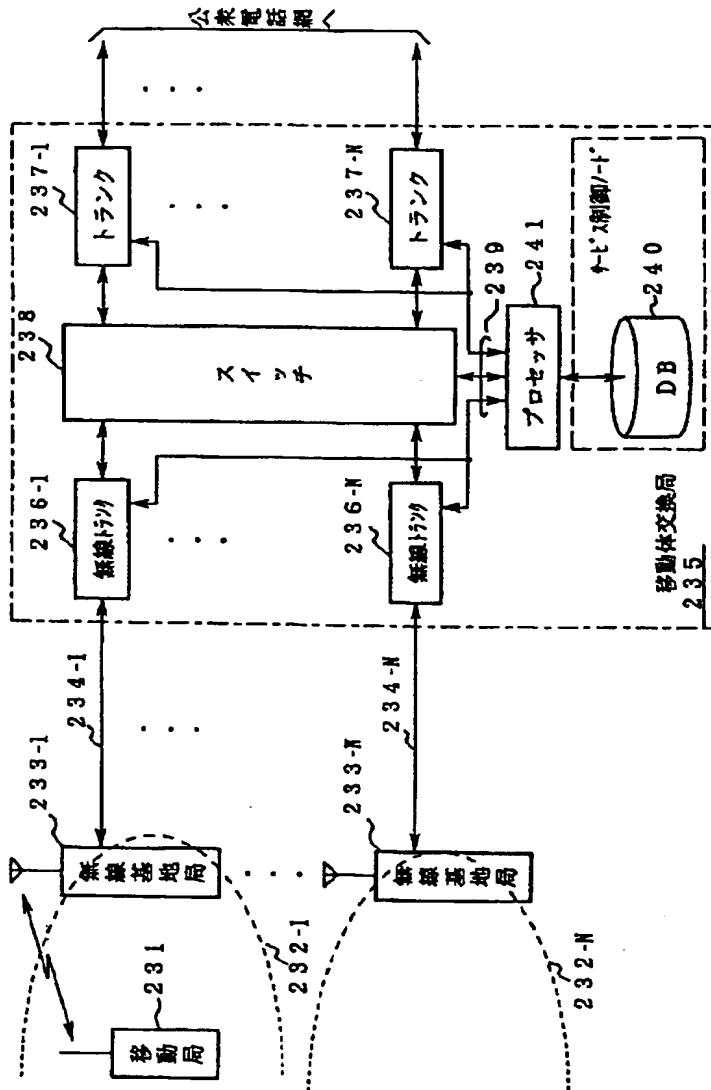 公衆電話網
237-1
トランク
237-N
トランク
238
スイッチ
239
241
プロセッサ
サービス制御ノード
240
DB
236-1
無線トランク
236-N
無線トランク
移動体交換局
235
234-1
234-N
233-1
無線基地局
233-N
無線基地局
232-1
232-N
231
移動局